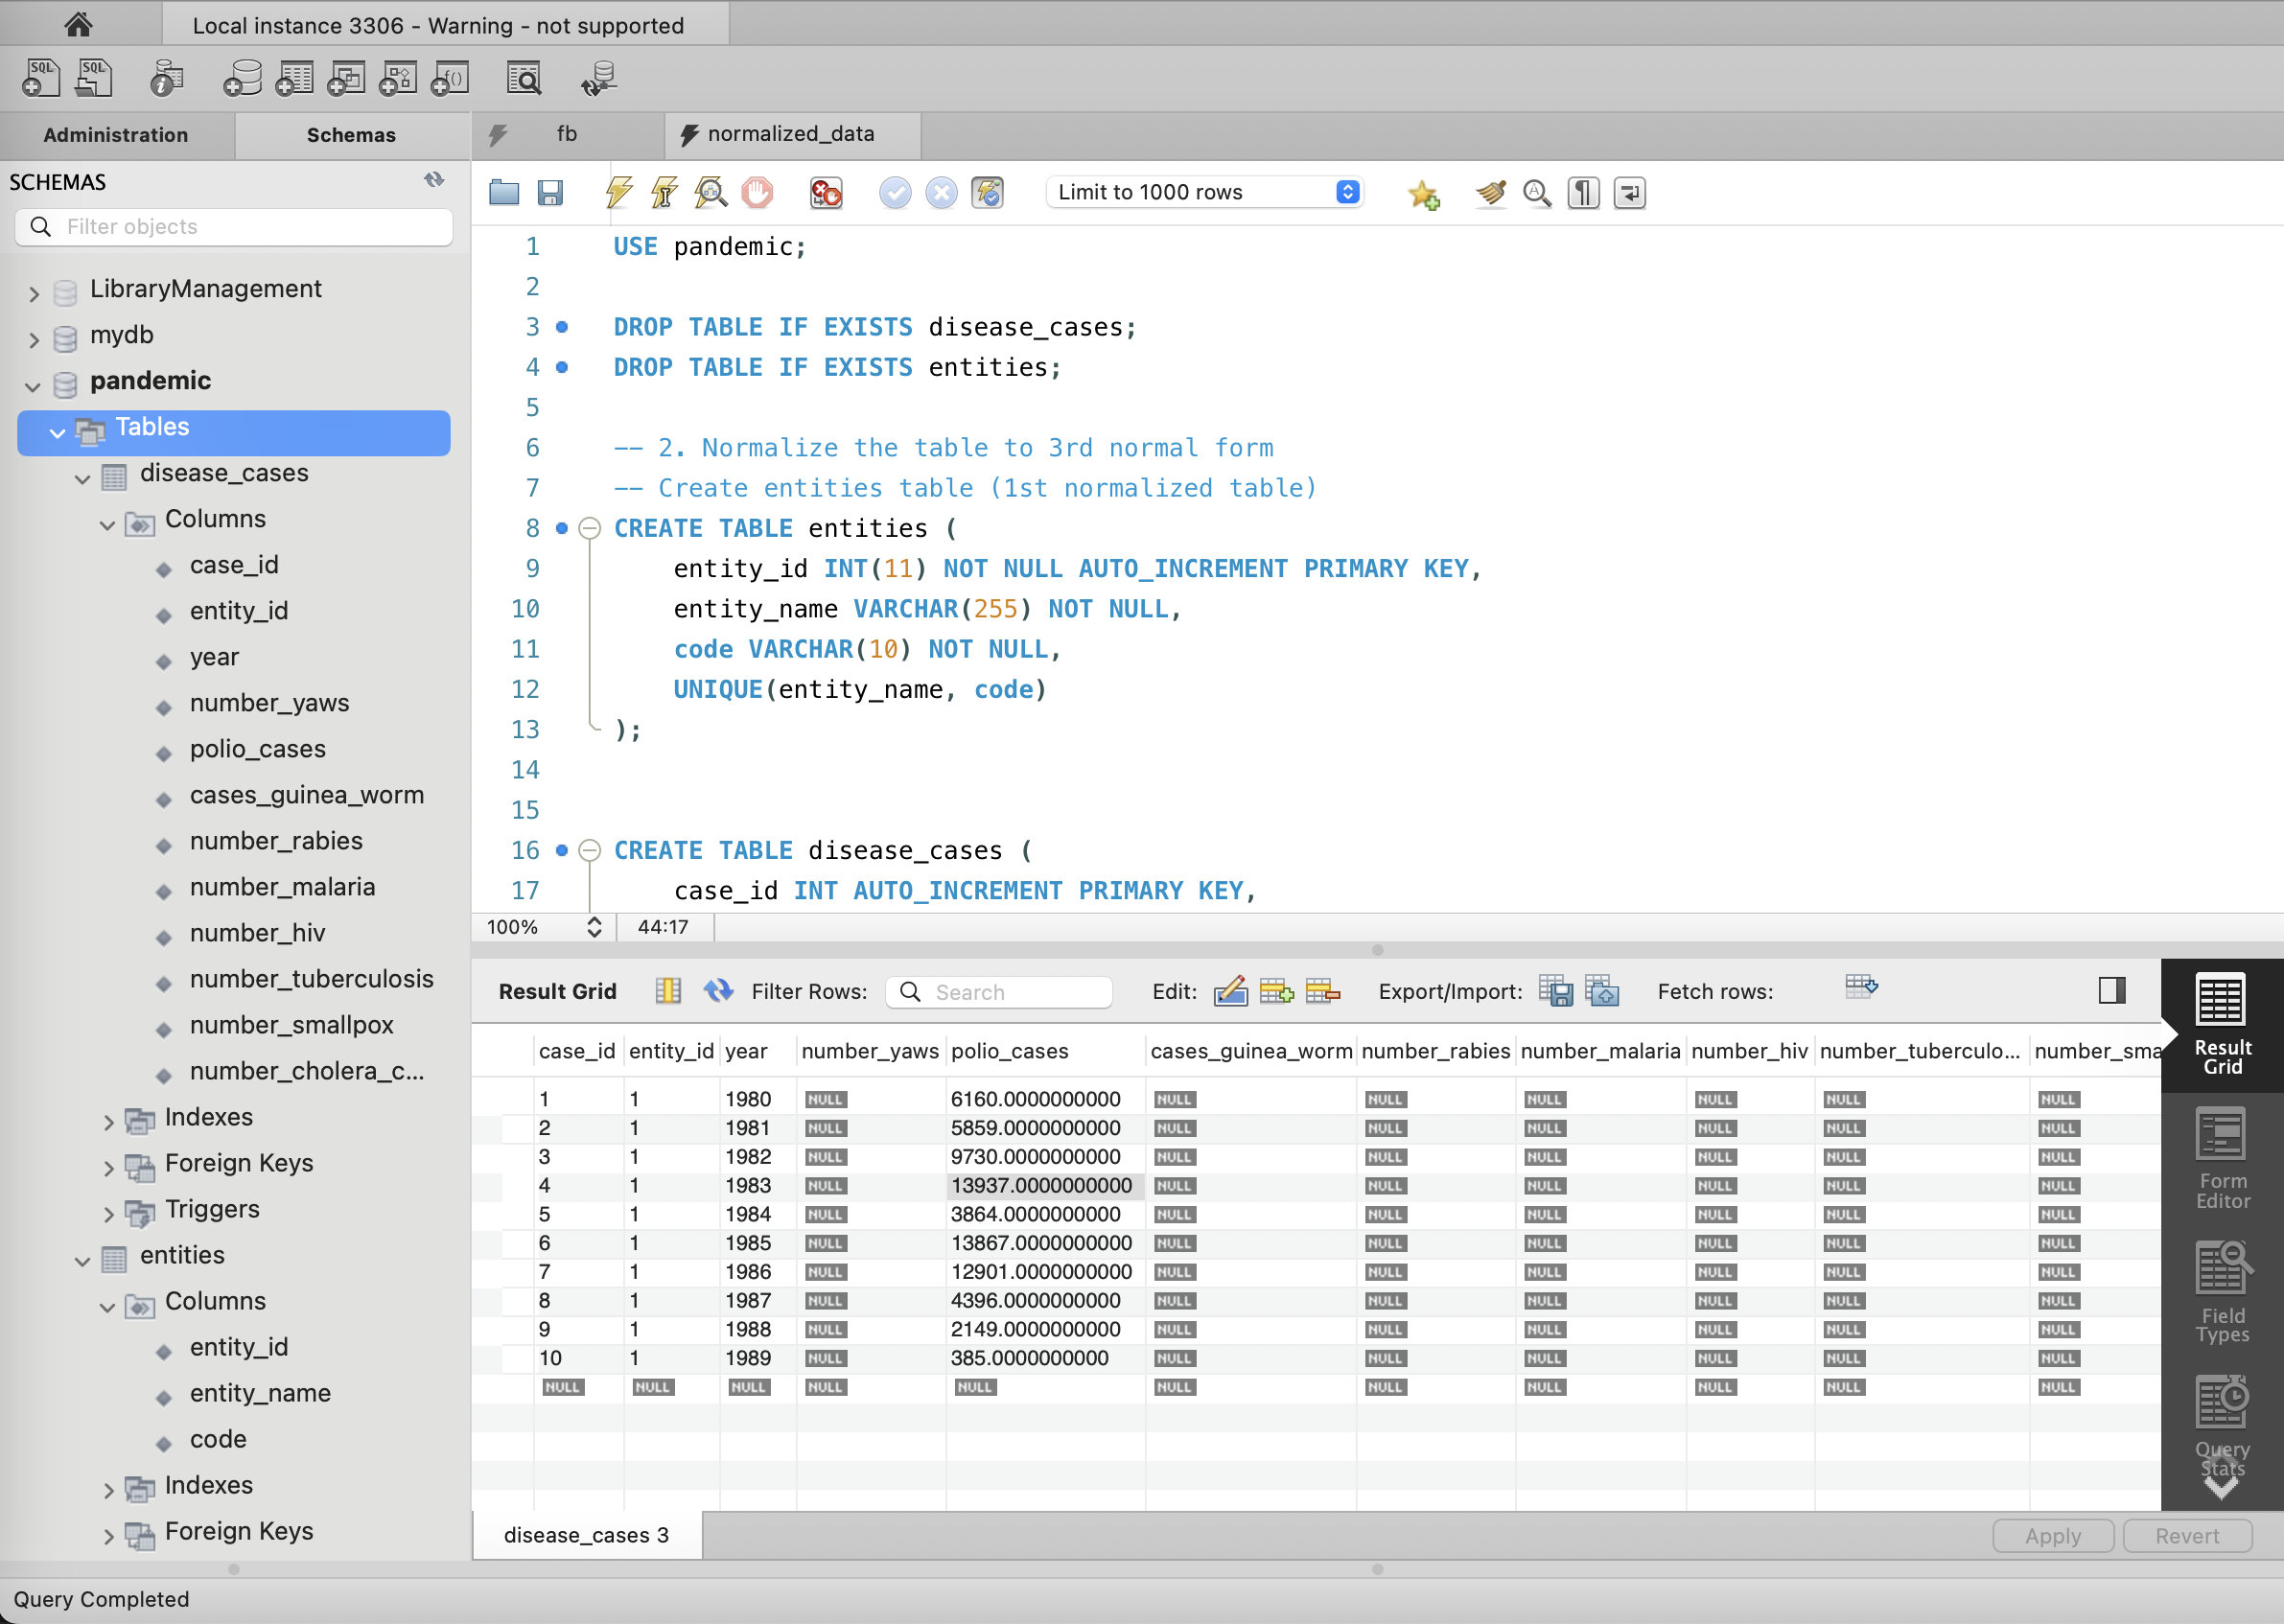 Local instance 3306 - Warning - not supported
SQL SQL
Administration Schemas fb normalized_data
SCHEMAS
Filter objects
Limit to 1000 rows
LibraryManagement
mydb
pandemic
Tables
disease_cases
Columns
case_id
entity_id
year
number_yaws
polio_cases
cases_guinea_worm
number_rabies
number_malaria
number_hiv
number_tuberculosis
number_smallpox
number_cholera_c...
Indexes
Foreign Keys
Triggers
entities
Columns
entity_id
entity_name
code
Indexes
Foreign Keys
1 USE pandemic;
2
3 DROP TABLE IF EXISTS disease_cases;
4 DROP TABLE IF EXISTS entities;
5
6 -- 2. Normalize the table to 3rd normal form
7 -- Create entities table (1st normalized table)
8 CREATE TABLE entities (
9 entity_id INT(11) NOT NULL AUTO_INCREMENT PRIMARY KEY,
10 entity_name VARCHAR(255) NOT NULL,
11 code VARCHAR(10) NOT NULL,
12 UNIQUE(entity_name, code)
13 );
14
15
16 CREATE TABLE disease_cases (
17 case_id INT AUTO_INCREMENT PRIMARY KEY,
100% 44:17
Result Grid Filter Rows: Search Edit: Export/Import: Fetch rows:
case_id entity_id year number_yaws polio_cases cases_guinea_worm number_rabies number_malaria number_hiv number_tuberculo... number_sma
1 1 1980 NULL 6160.0000000000 NULL NULL NULL NULL NULL NULL
2 1 1981 NULL 5859.0000000000 NULL NULL NULL NULL NULL NULL
3 1 1982 NULL 9730.0000000000 NULL NULL NULL NULL NULL NULL
4 1 1983 NULL 13937.0000000000 NULL NULL NULL NULL NULL NULL
5 1 1984 NULL 3864.0000000000 NULL NULL NULL NULL NULL NULL
6 1 1985 NULL 13867.0000000000 NULL NULL NULL NULL NULL NULL
7 1 1986 NULL 12901.0000000000 NULL NULL NULL NULL NULL NULL
8 1 1987 NULL 4396.0000000000 NULL NULL NULL NULL NULL NULL
9 1 1988 NULL 2149.0000000000 NULL NULL NULL NULL NULL NULL
10 1 1989 NULL 385.0000000000 NULL NULL NULL NULL NULL NULL
NULL NULL NULL NULL NULL NULL NULL NULL NULL NULL NULL
Result
Grid
Form
Editor
Field
Types
Query
Stats
disease_cases 3 Apply Revert
Query Completed